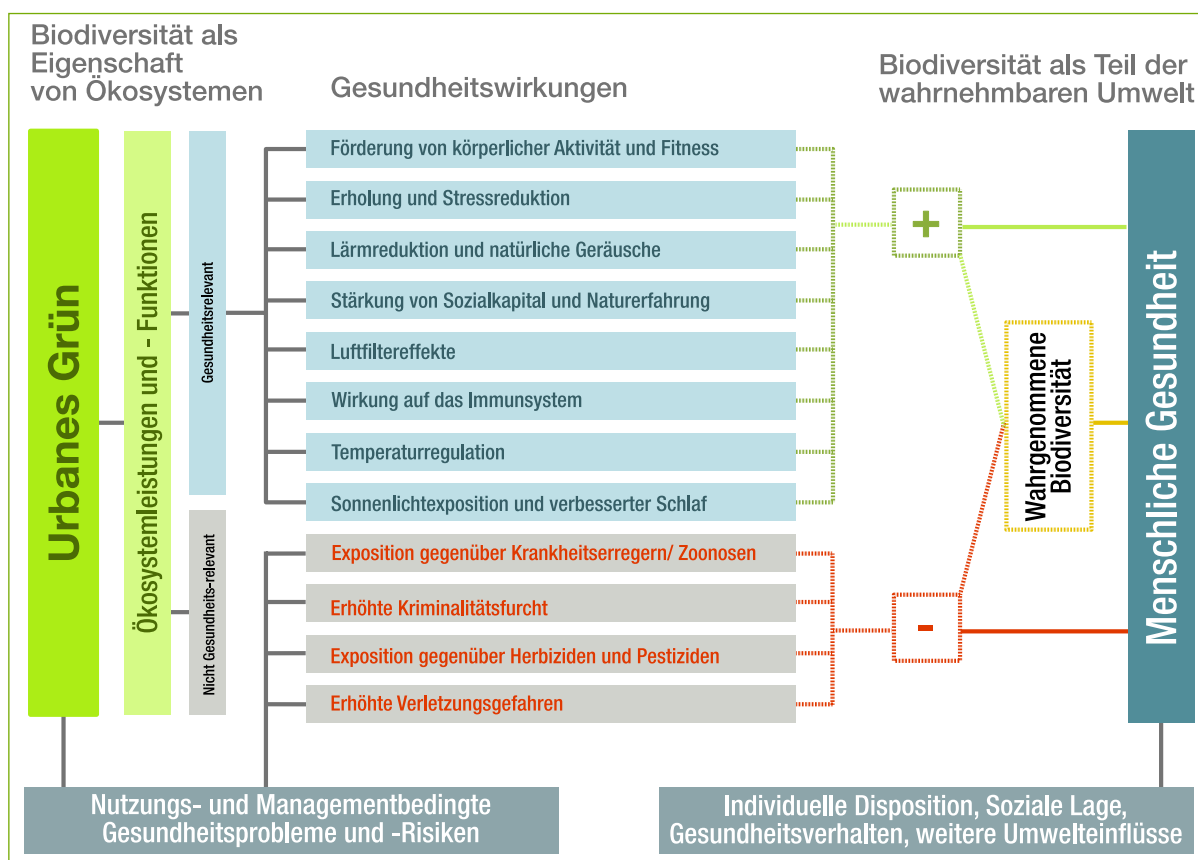 Biodiversität als
Eigenschaft
von Ökosystemen
Gesundheitswirkungen
Biodiversität als Teil der
wahrnehmbaren Umwelt
Urbanes Grün
Ökosystemleistungen und - Funktionen
Gesundheitsrelevant
Nicht Gesundheits-relevant
Förderung von körperlicher Aktivität und Fitness
Erholung und Stressreduktion
Lärmreduktion und natürliche Geräusche
Stärkung von Sozialkapital und Naturerfahrung
Luftfiltereffekte
Wirkung auf das Immunsystem
Temperaturregulation
Sonnenlichtexposition und verbesserter Schlaf
Exposition gegenüber Krankheitserregern/ Zoonosen
Erhöhte Kriminalitätsfurcht
Exposition gegenüber Herbiziden und Pestiziden
Erhöhte Verletzungsgefahren
+
-
Wahrgenommene
Biodiversität
Menschliche Gesundheit
Nutzungs- und Managementbedingte
Gesundheitsprobleme und -Risiken
Individuelle Disposition, Soziale Lage,
Gesundheitsverhalten, weitere Umwelteinflüsse